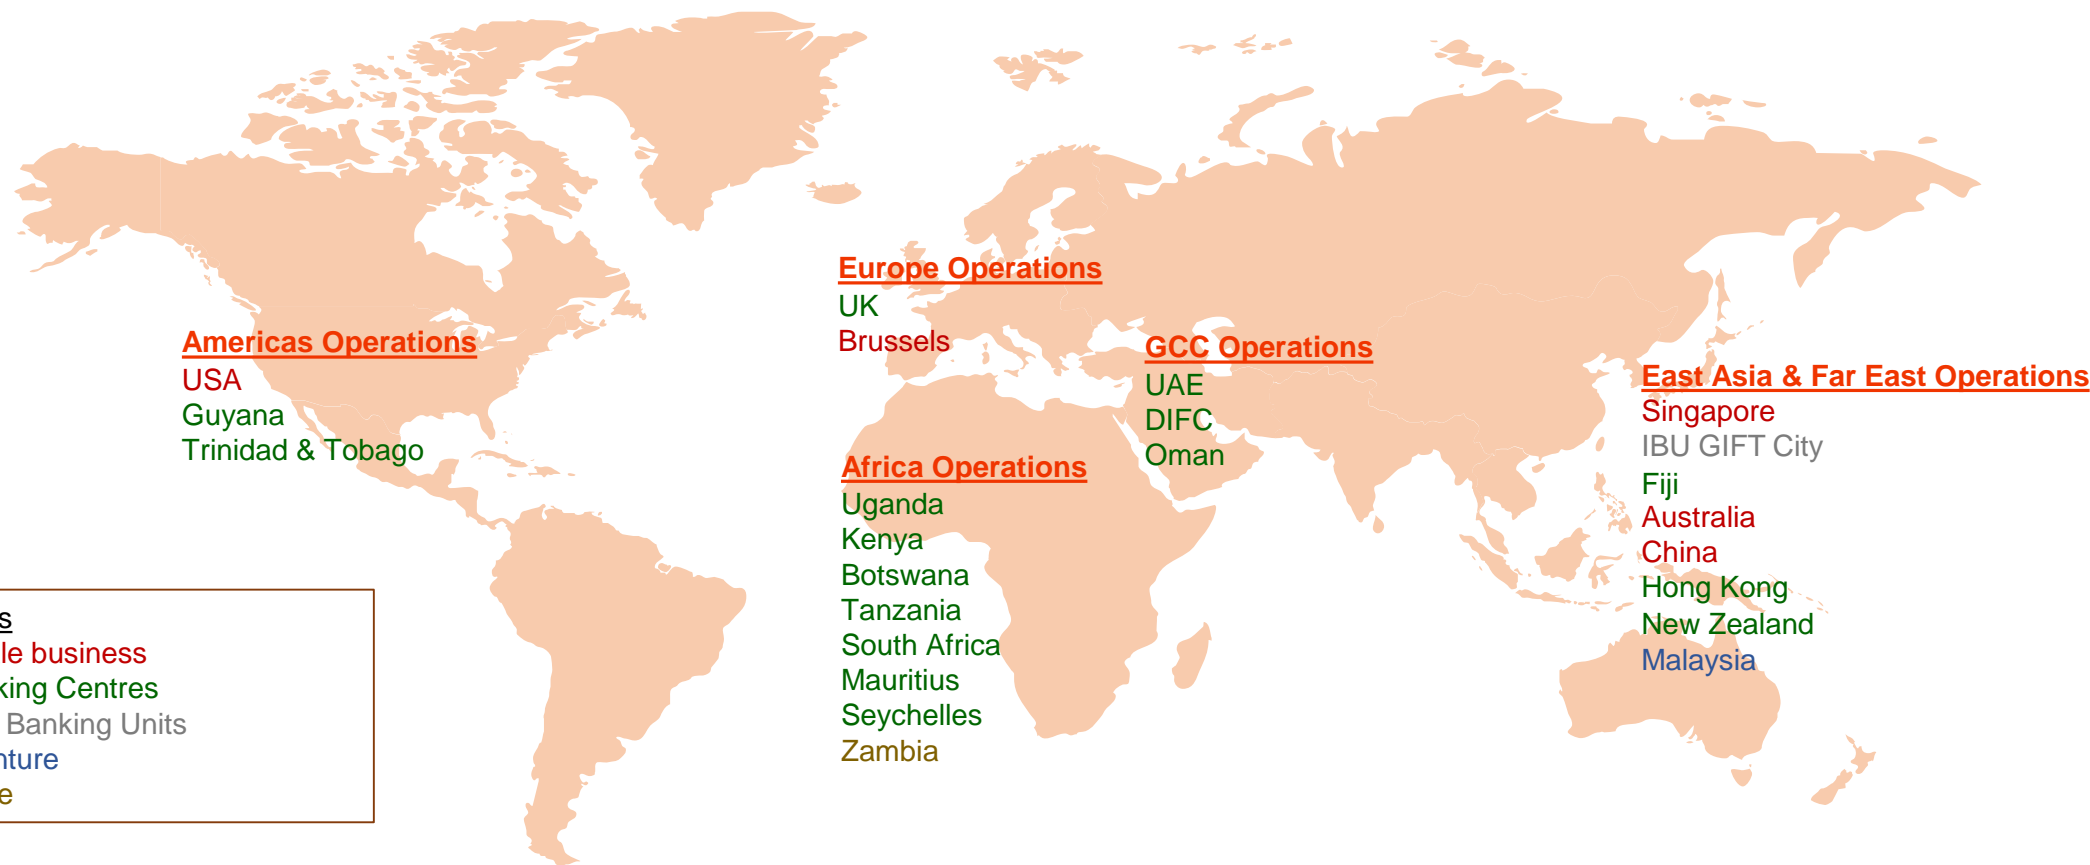 Europe Operations
UK
Brussels
Americas Operations
USA
Guyana
Trinidad & Tobago
GCC Operations
UAE
DIFC
Oman
East Asia & Far East Operations
Singapore
IBU GIFT City
Fiji
Australia
China
Hong Kong
New Zealand
Malaysia
Africa Operations
Uganda
Kenya
Botswana
Tanzania
South Africa
Mauritius
Seychelles
Zambia
s
le business
king Centres
Banking Units
nture
e